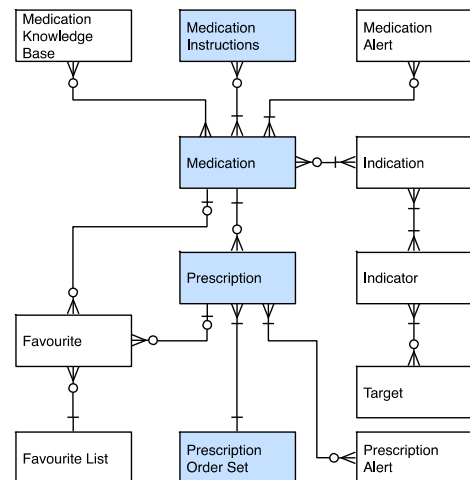 Medication
Knowledge
Base
Medication
Instructions
Medication
Alert
Medication
Indication
Prescription
Indicator
Favourite
Target
Favourite List
Prescription
Order Set
Prescription
Alert